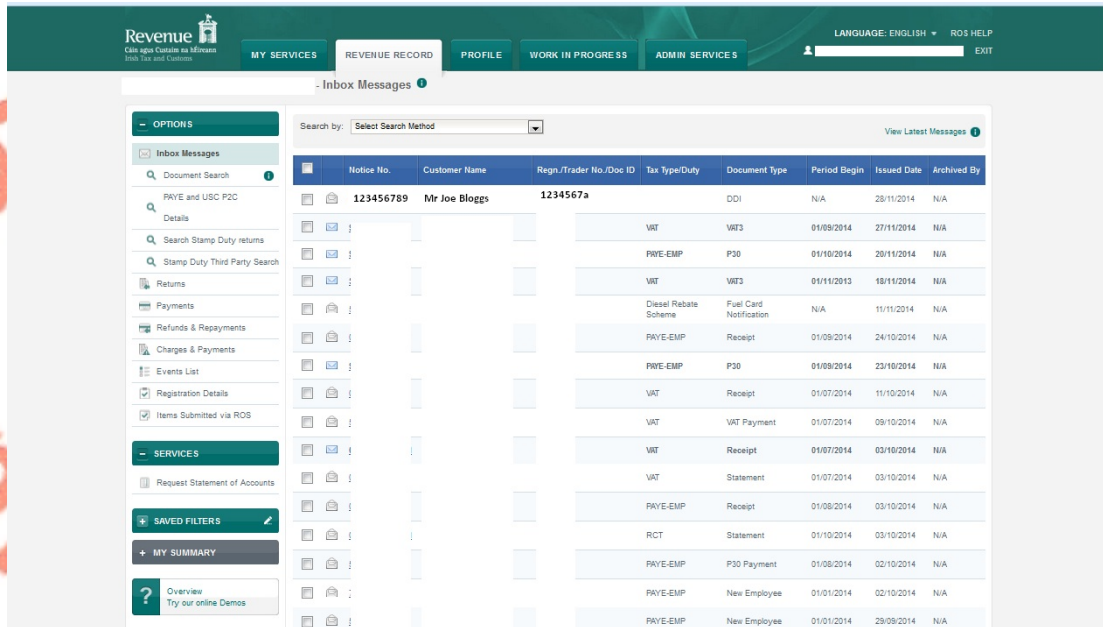 Revenue
Cáin agus Custaim na hÉireann
Irish Tax and Customs
MY SERVICES
REVENUE RECORD
PROFILE
WORK IN PROGRESS
ADMIN SERVICES
LANGUAGE: ENGLISH
ROS HELP
EXIT
- Inbox Messages
OPTIONS
Inbox Messages
Document Search
PAYE and USC P2C
Details
Search Stamp Duty returns
Stamp Duty Third Party Search
Returns
Payments
Refunds & Repayments
Charges & Payments
Events List
Registration Details
Items Submitted via ROS
SERVICES
Request Statement of Accounts
SAVED FILTERS
MY SUMMARY
Overview
Try our online Demos
Search by: Select Search Method
View Latest Messages
Notice No. Customer Name Regn./Trader No./Doc ID Tax Type/Duty Document Type Period Begin Issued Date Archived By
123456789 Mr Joe Bloggs 1234567a DDI N/A 28/11/2014 N/A
VAT VAT3 01/09/2014 27/11/2014 N/A
PAYE-EMP P30 01/10/2014 20/11/2014 N/A
VAT VAT3 01/11/2013 18/11/2014 N/A
Diesel Rebate Scheme Fuel Card Notification N/A 11/11/2014 N/A
PAYE-EMP Receipt 01/09/2014 24/10/2014 N/A
PAYE-EMP P30 01/09/2014 23/10/2014 N/A
VAT Receipt 01/07/2014 11/10/2014 N/A
VAT VAT Payment 01/07/2014 09/10/2014 N/A
VAT Receipt 01/07/2014 03/10/2014 N/A
VAT Statement 01/07/2014 03/10/2014 N/A
PAYE-EMP Receipt 01/08/2014 03/10/2014 N/A
RCT Statement 01/10/2014 03/10/2014 N/A
PAYE-EMP P30 Payment 01/08/2014 02/10/2014 N/A
PAYE-EMP New Employee 01/01/2014 02/10/2014 N/A
PAYE-EMP New Employee 01/01/2014 29/09/2014 N/A